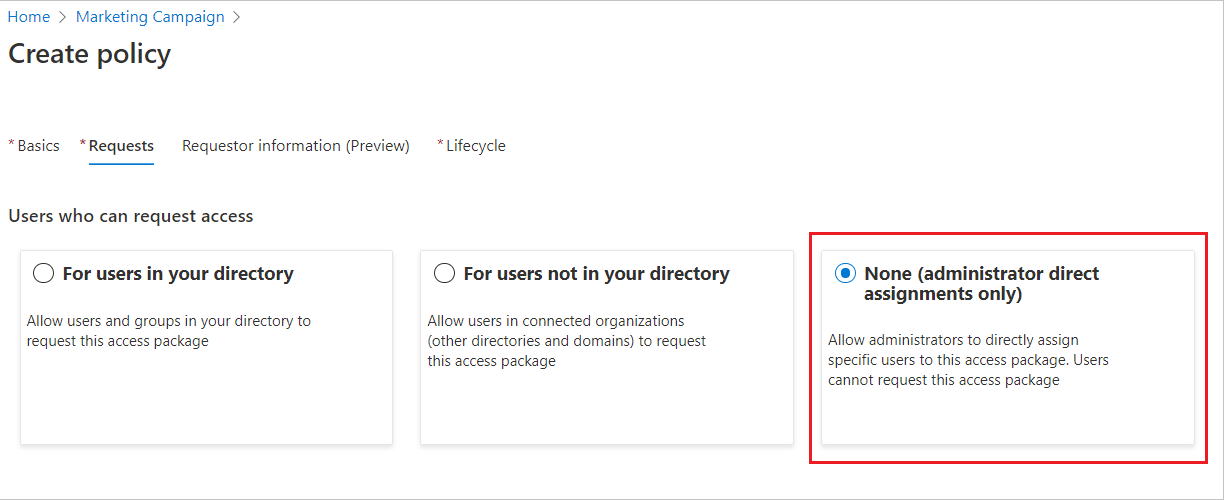 Home > Marketing Campaign >
Create policy
* Basics * Requests Requestor information (Preview) * Lifecycle
Users who can request access
For users in your directory
Allow users and groups in your directory to
request this access package
For users not in your directory
Allow users in connected organizations
(other directories and domains) to request
this access package
None (administrator direct
assignments only)
Allow administrators to directly assign
specific users to this access package. Users
cannot request this access package